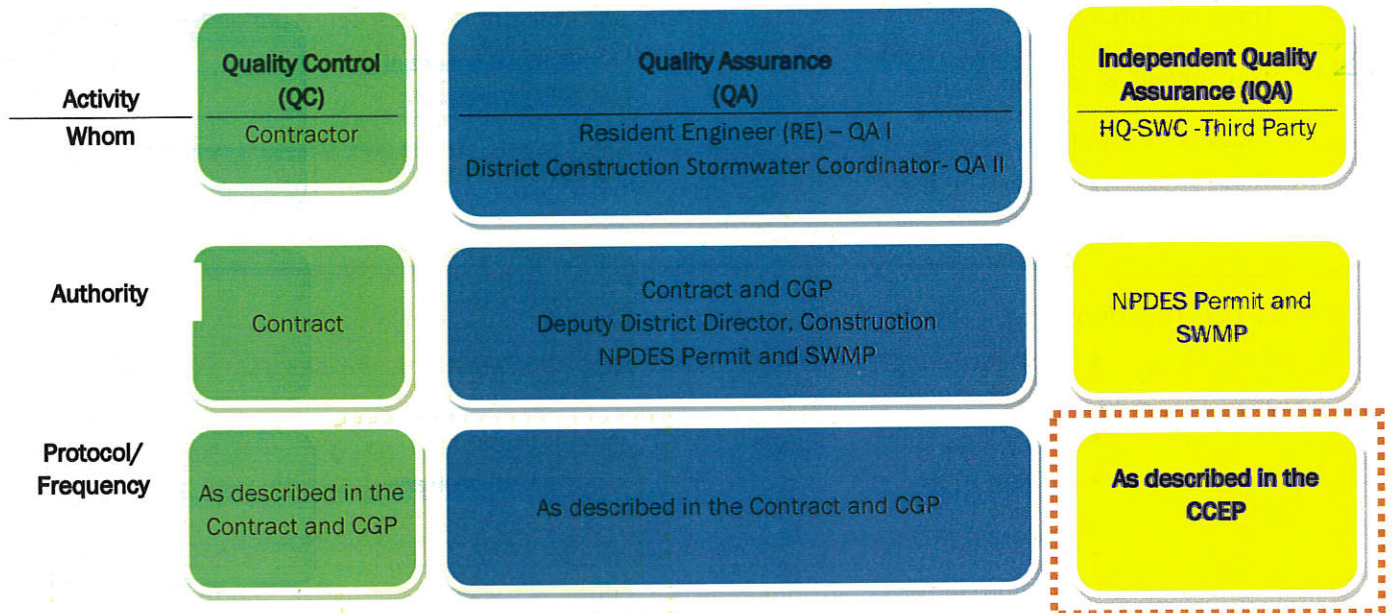 Activity
Whom
Quality Control
(QC)
Contractor
Quality Assurance
(QA)
Resident Engineer (RE) – QA I
District Construction Stormwater Coordinator- QA II
Independent Quality
Assurance (IQA)
HQ-SWC -Third Party
Authority
Contract
Contract and CGP
Deputy District Director, Construction
NPDES Permit and SWMP
NPDES Permit and
SWMP
Protocol/
Frequency
As described in the
Contract and CGP
As described in the Contract and CGP
As described in the
CCEP